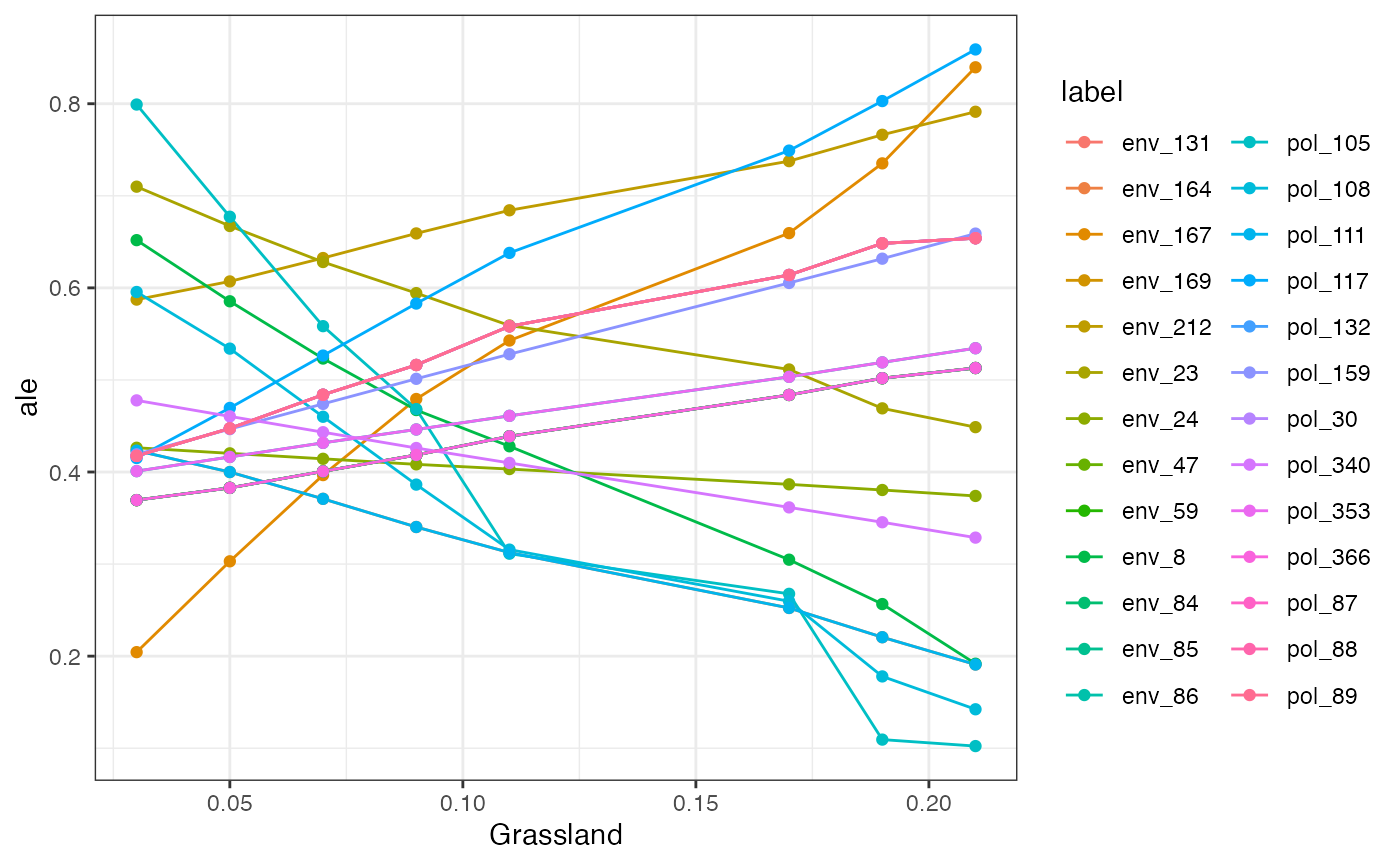 ale
0.8
0.6
0.4
0.2
0.05 0.10 0.15 0.20
Grassland
label
env_131 pol_105
env_164 pol_108
env_167 pol_111
env_169 pol_117
env_212 pol_132
env_23 pol_159
env_24 pol_30
env_47 pol_340
env_59 pol_353
env_8 pol_366
env_84 pol_87
env_85 pol_88
env_86 pol_89